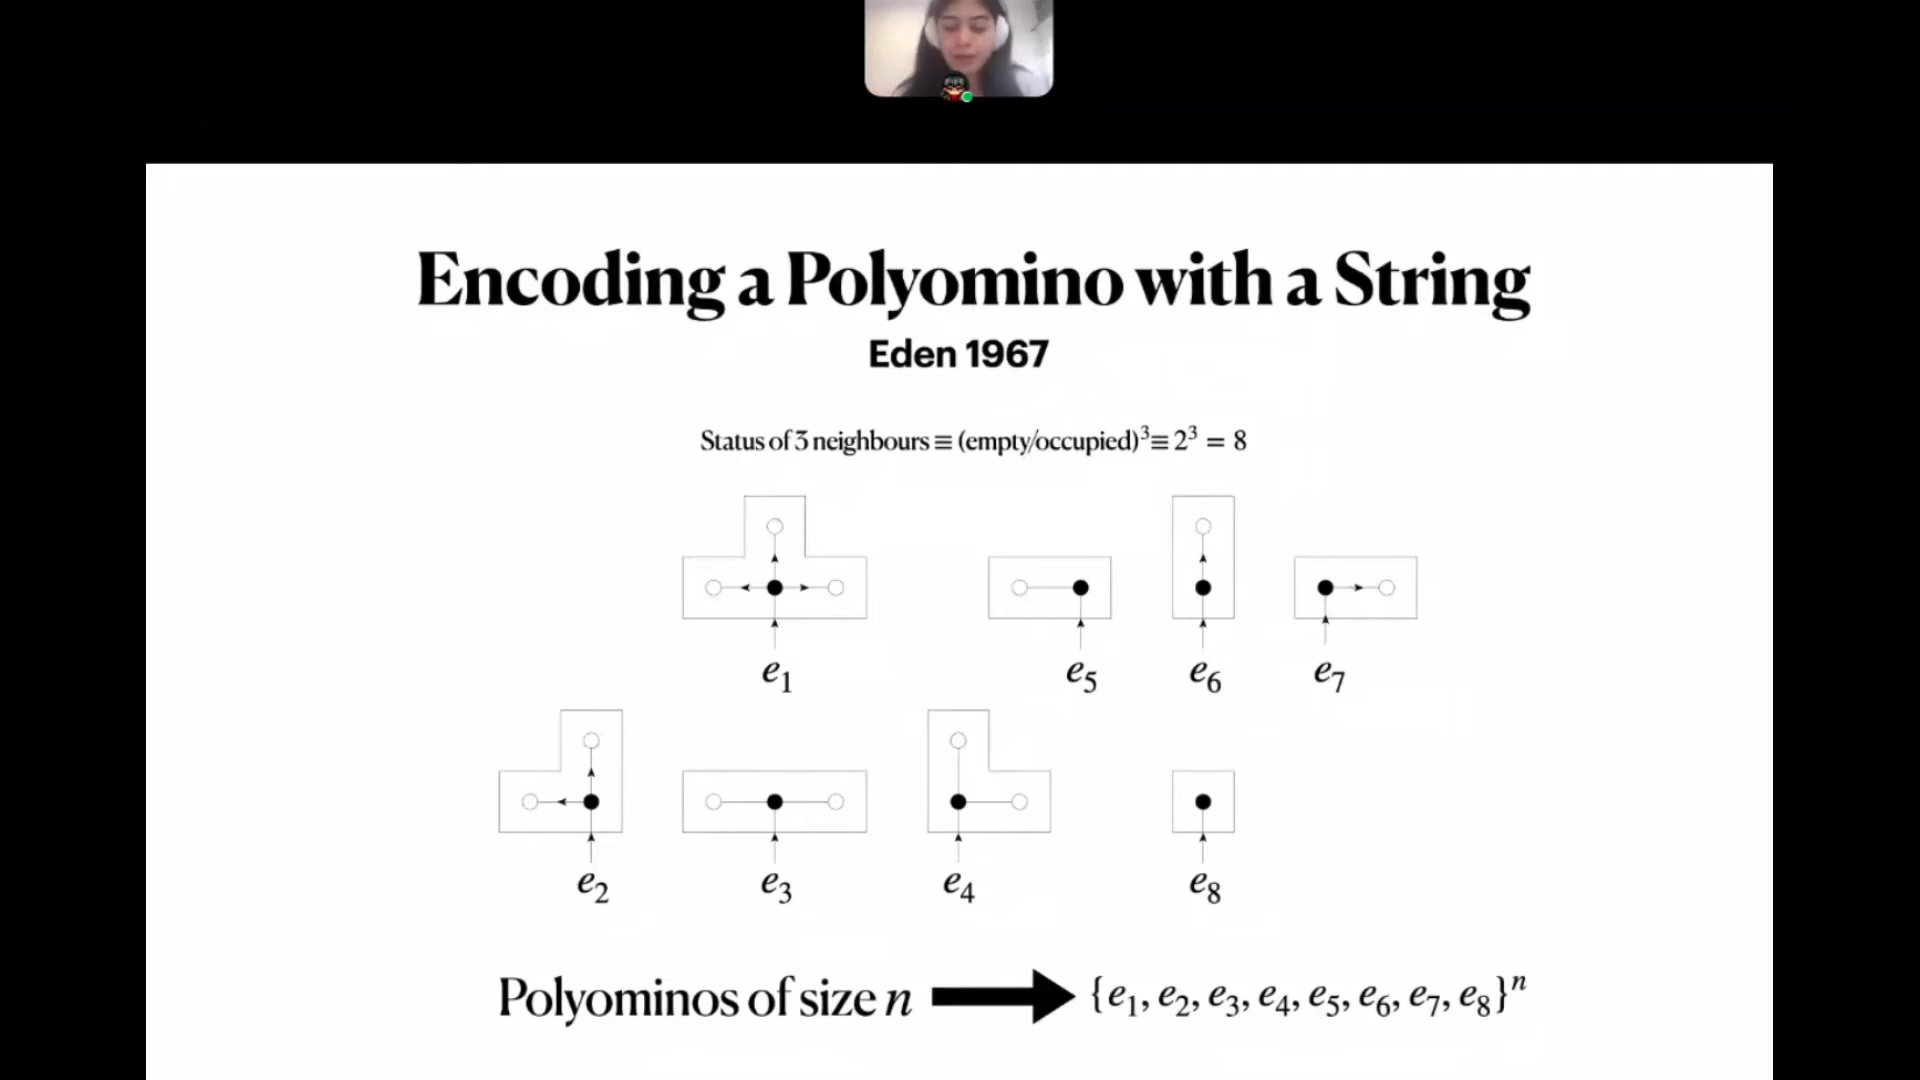 Encoding a Polyomino with a String
Eden 1967
Status of 3 neighbours ≡ (empty/occupied)³ ≡ 2³ = 8
e₁ e₅ e₆ e₇
e₂ e₃ e₄ e₈
Polyominos of size n {e₁, e₂, e₃, e₄, e₅, e₆, e₇, e₈}ⁿ